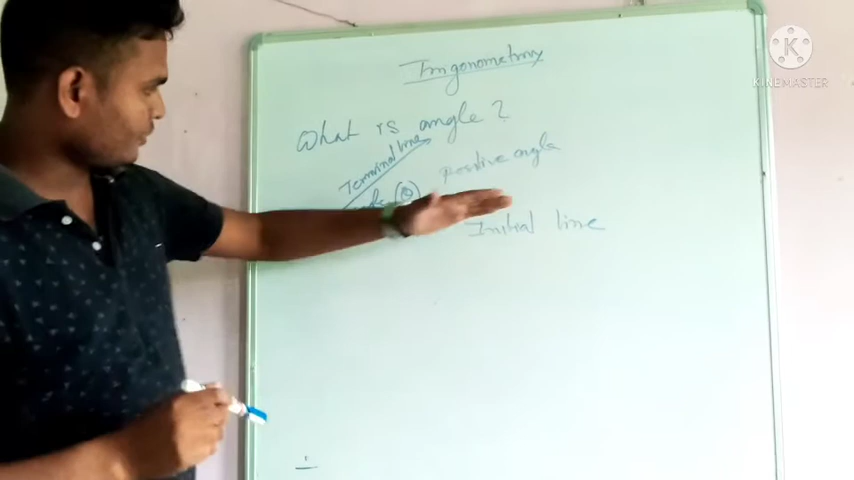 Trigonometry
What is angle ?
Terminal line
positive angle
Initial line
K
KINEMASTER